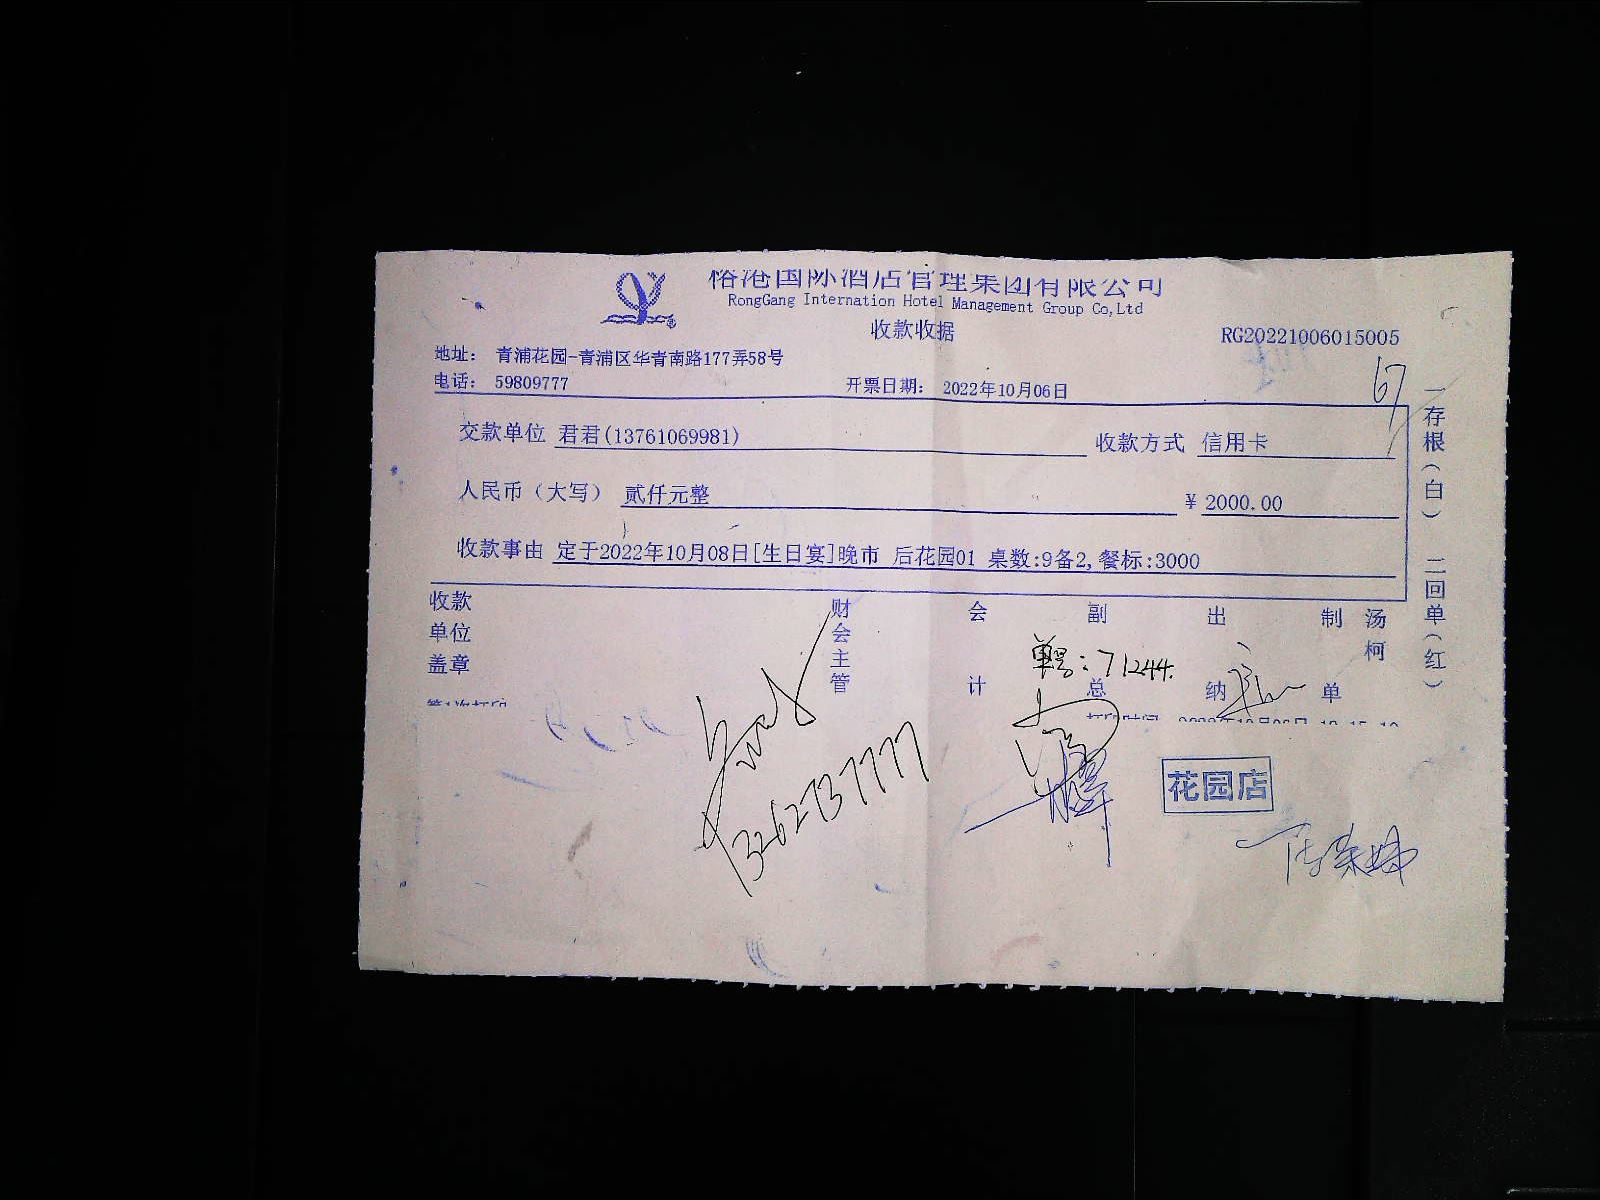 榕港国际酒店管理集团有限公司
RongGang Internation Hotel Management Group Co,Ltd
收款收据
RG20221006015005
地址: 青浦花园-青浦区华青南路177弄58号
电话: 59809777 开票日期: 2022年10月06日
67
交款单位 君君(13761069981) 收款方式 信用卡
人民币（大写） 贰仟元整 ¥ 2000.00
收款事由 定于2022年10月08日[生日宴]晚市 后花园01 桌数:9备2,餐标:3000
收款单位盖章 财会主管 会计 副总 出纳 制单 汤柯
一存根(白) 二回单(红)
单号:71244.
13262737777
花园店